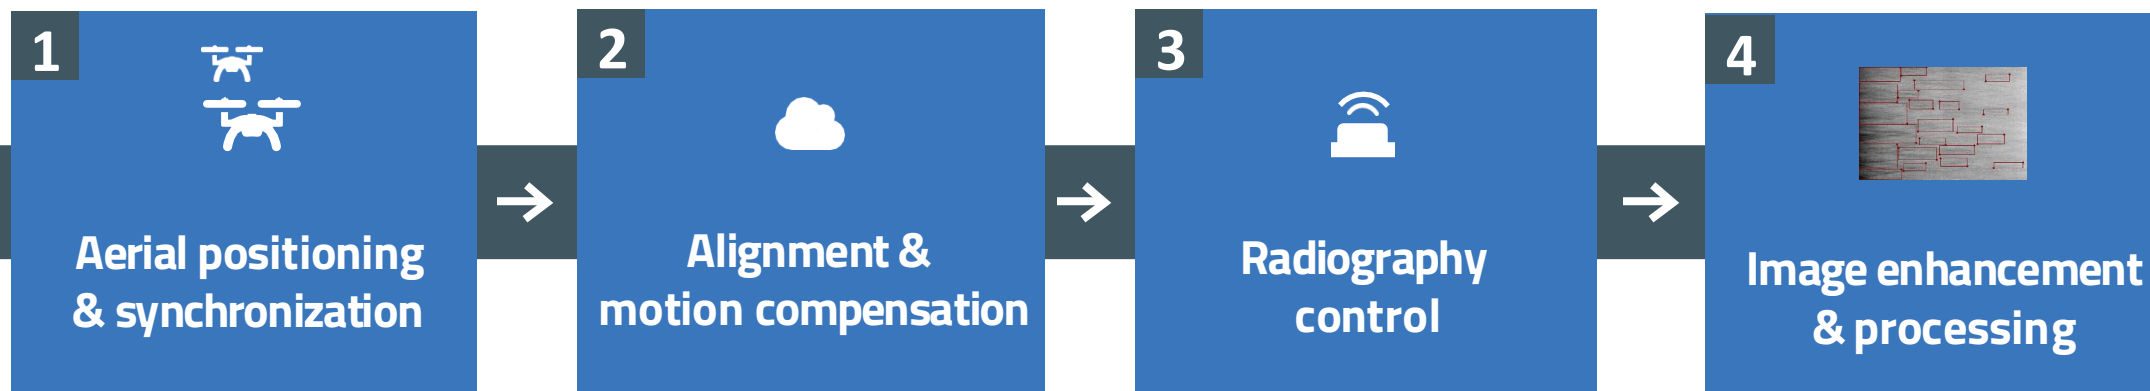 1
Aerial positioning
& synchronization
2
Alignment &
motion compensation
3
Radiography
control
4
Image enhancement
& processing